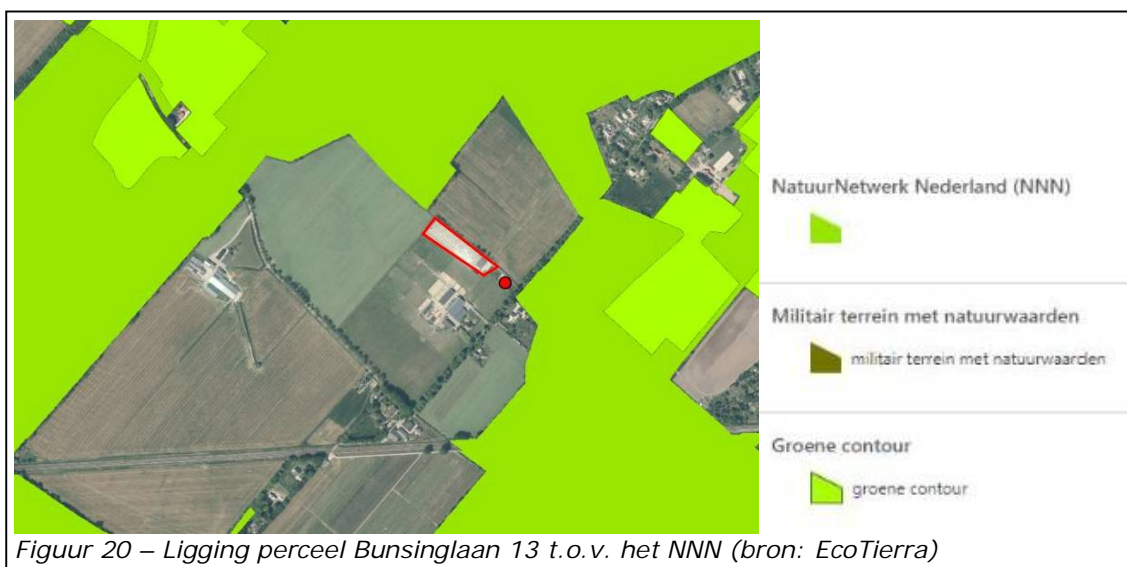 NatuurNetwerk Nederland (NNN)
Militair terrein met natuurwaarden
militair terrein met natuurwaarden
Groene contour
groene contour
Figuur 20 – Ligging perceel Bunsinglaan 13 t.o.v. het NNN (bron: EcoTierra)